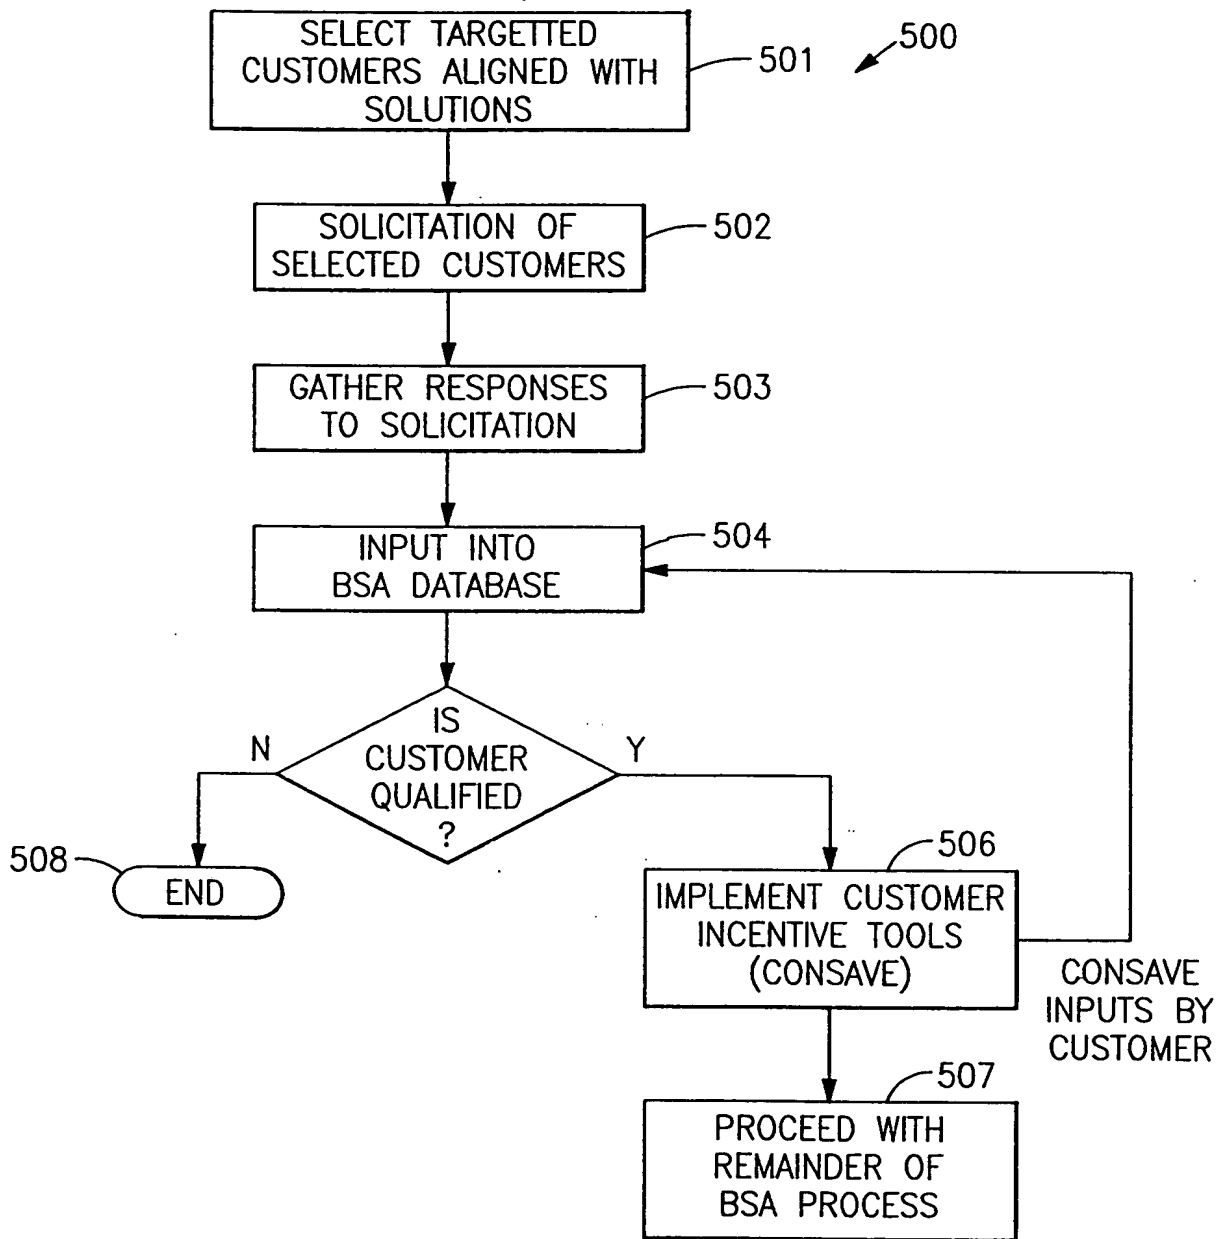 SELECT TARGETTED
CUSTOMERS ALIGNED WITH
SOLUTIONS
501
500
SOLICITATION OF
SELECTED CUSTOMERS
502
GATHER RESPONSES
TO SOLICITATION
503
INPUT INTO
BSA DATABASE
504
IS
CUSTOMER
QUALIFIED
?
N
Y
508
END
506
IMPLEMENT CUSTOMER
INCENTIVE TOOLS
(CONSAVE)
CONSAVE
INPUTS BY
CUSTOMER
507
PROCEED WITH
REMAINDER OF
BSA PROCESS